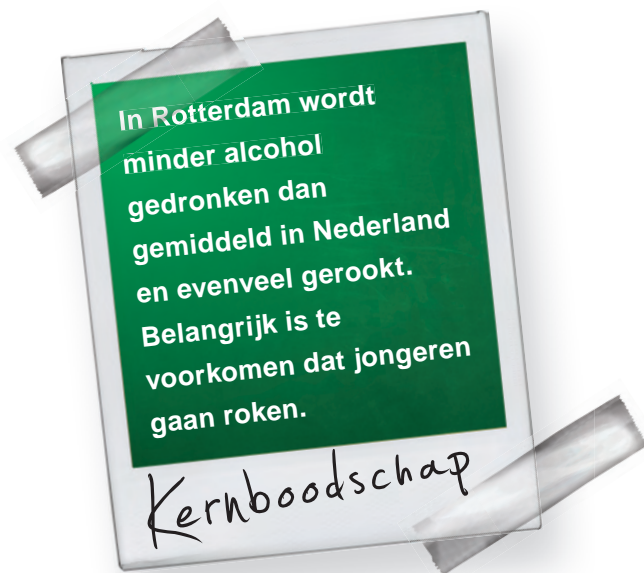 In Rotterdam wordt
minder alcohol
gedronken dan
gemiddeld in Nederland
en evenveel gerookt.
Belangrijk is te
voorkomen dat jongeren
gaan roken.
Kernboodschap